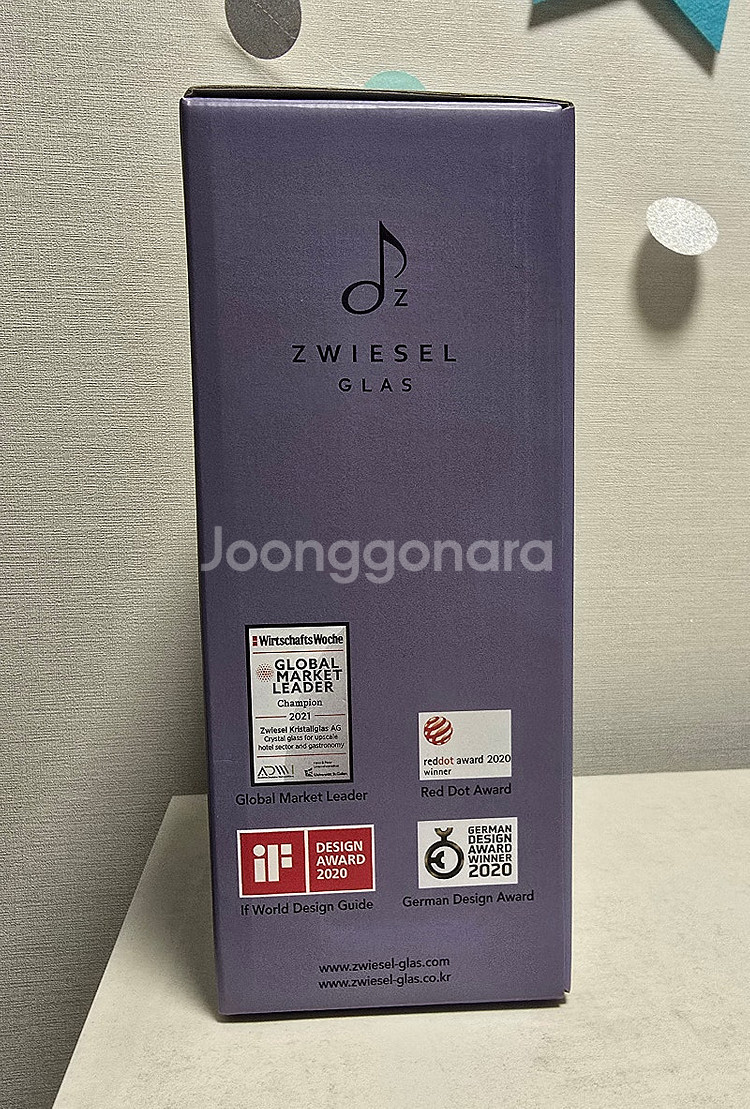 Z
ZWIESEL
GLAS
Joonggonara
WirtschaftsWoche
GLOBAL
MARKET
LEADER
Champion
2021
Zwiesel Kristallglas AG
Crystal glass for upscale
hotel sector and gastronomy
Global Market Leader
reddot award 2020
winner
Red Dot Award
iF
DESIGN
AWARD
2020
If World Design Guide
GERMAN
DESIGN
AWARD
WINNER
2020
German Design Award
www.zwiesel-glas.com
www.zwiesel-glas.co.kr